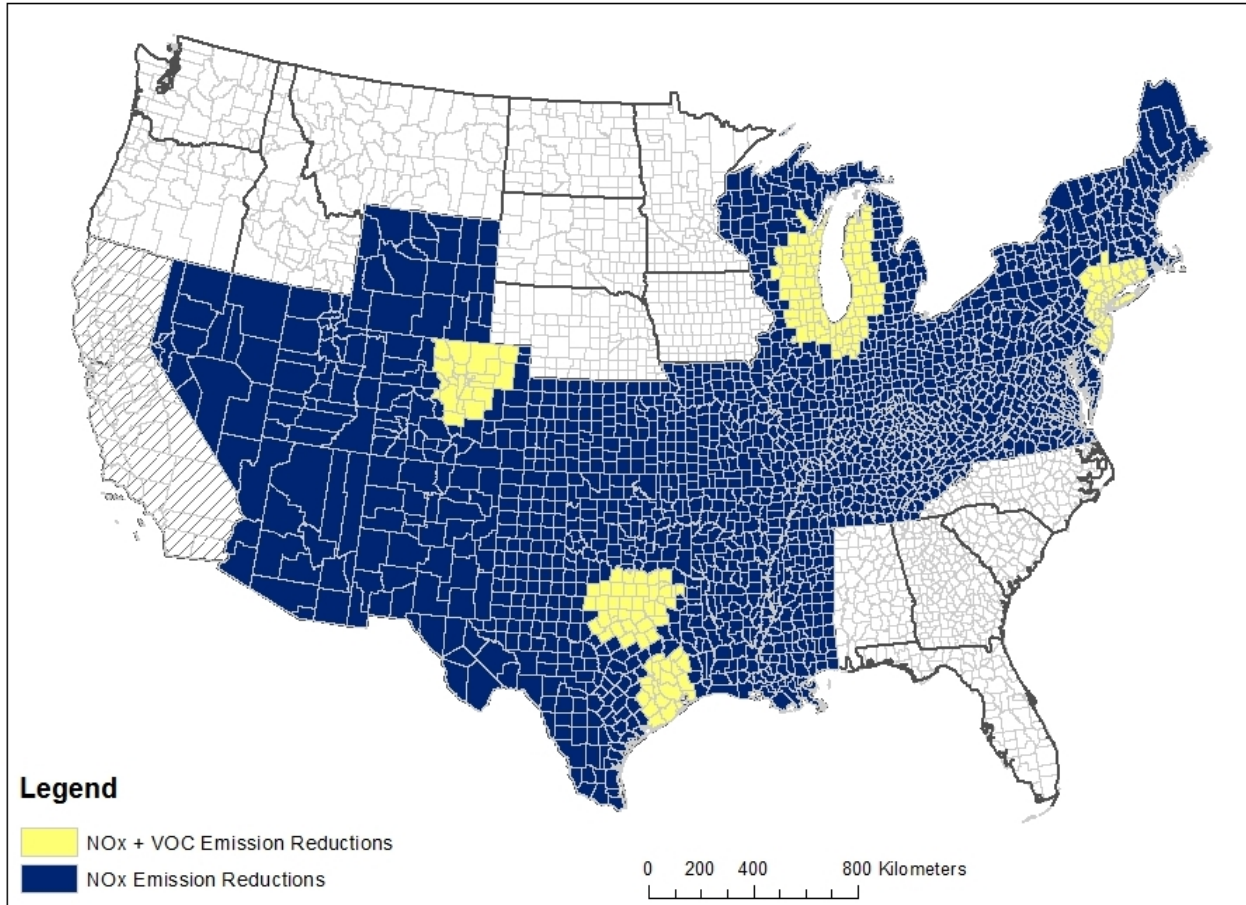 Legend
NOx + VOC Emission Reductions
NOx Emission Reductions
0 200 400 800 Kilometers